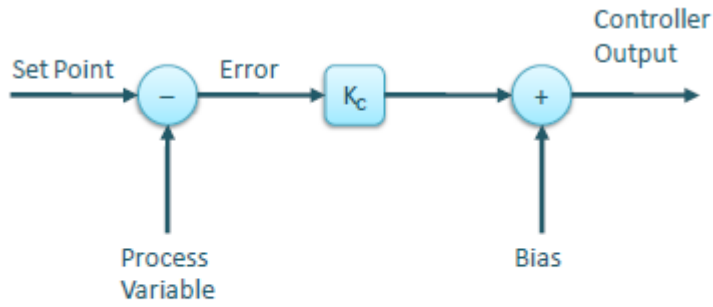 Controller
Output
Set Point
Error
–
Kc
+
Process
Variable
Bias